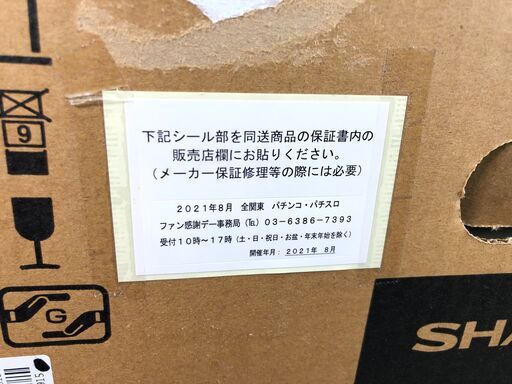 下記シール部を同送商品の保証書内の
販売店欄にお貼りください。
(メーカー保証修理等の際には必要)
2021年8月 全関東 パチンコ・パチスロ
ファン感謝デー事務局(℡) 03-6386-7393
受付10時~17時(土・日・祝日・お盆・年末年始を除く)
開催年月:2021年 8月
9
G
SHA